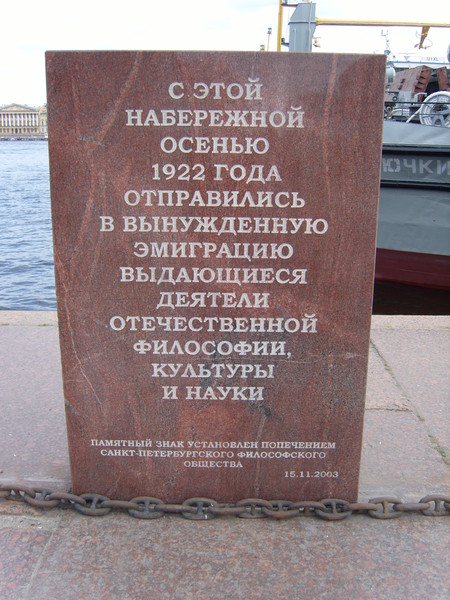 С ЭТОЙ
НАБЕРЕЖНОЙ
ОСЕНЬЮ
1922 ГОДА
ОТПРАВИЛИСЬ
В ВЫНУЖДЕННУЮ
ЭМИГРАЦИЮ
ВЫДАЮЩИЕСЯ
ДЕЯТЕЛИ
ОТЕЧЕСТВЕННОЙ
ФИЛОСОФИИ,
КУЛЬТУРЫ
И НАУКИ
ПАМЯТНЫЙ ЗНАК УСТАНОВЛЕН ПОПЕЧЕНИЕМ
САНКТ-ПЕТЕРБУРГСКОГО ФИЛОСОФСКОГО
ОБЩЕСТВА
15.11.2003